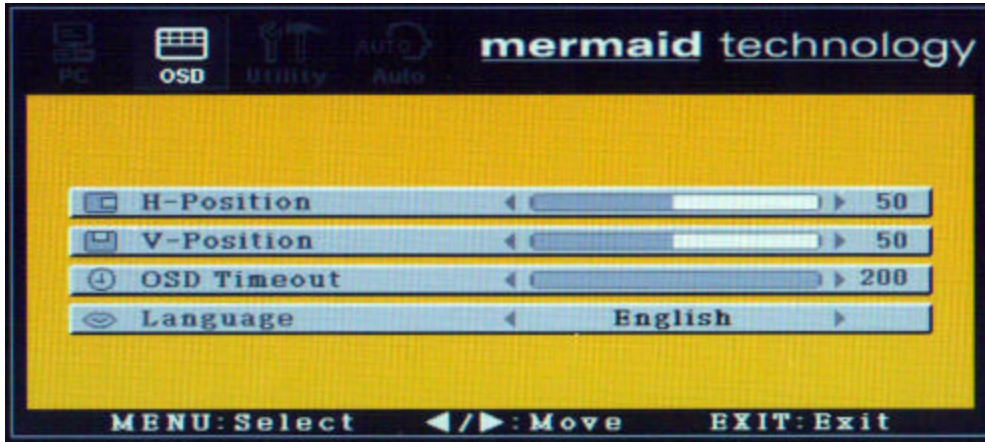 PC OSD Utility AUTO Auto
mermaid technology
H-Position 50
V-Position 50
OSD Timeout 200
Language English
MENU:Select ◀/▶:Move EXIT:Exit